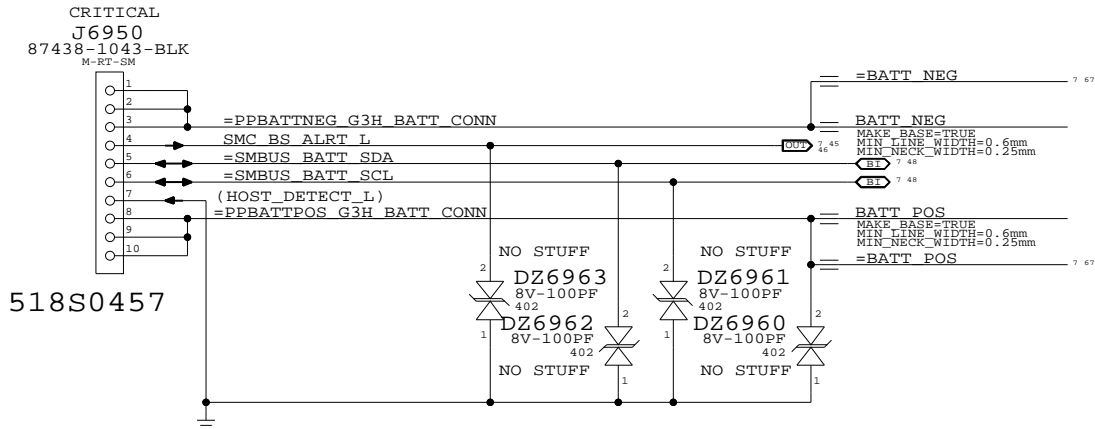 CRITICAL
J6950
87438-1043-BLK
M-RT-SM
1
2
3
4
5
6
7
8
9
10
518S0457
=PPBATTNEG_G3H_BATT_CONN
SMC_BS_ALRT_L
=SMBUS_BATT_SDA
=SMBUS_BATT_SCL
(HOST_DETECT_L)
=PPBATTPOS_G3H_BATT_CONN
=BATT_NEG
7 67
BATT_NEG
MAKE_BASE=TRUE
MIN_LINE_WIDTH=0.6mm
MIN_NECK_WIDTH=0.25mm
OUT
7 45
46
BI
7 48
BI
7 48
BATT_POS
MAKE_BASE=TRUE
MIN_LINE_WIDTH=0.6mm
MIN_NECK_WIDTH=0.25mm
=BATT_POS
7 67
NO STUFF
2
DZ6963
8V-100PF
402
1
2
DZ6962
8V-100PF
402
NO STUFF
1
NO STUFF
2
DZ6961
8V-100PF
402
1
2
DZ6960
8V-100PF
402
NO STUFF
1